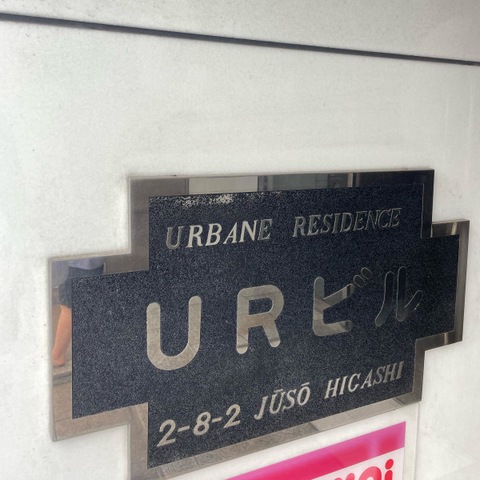 URBANE RESIDENCE
URビル
2-8-2 JŪSŌ HIGASHI